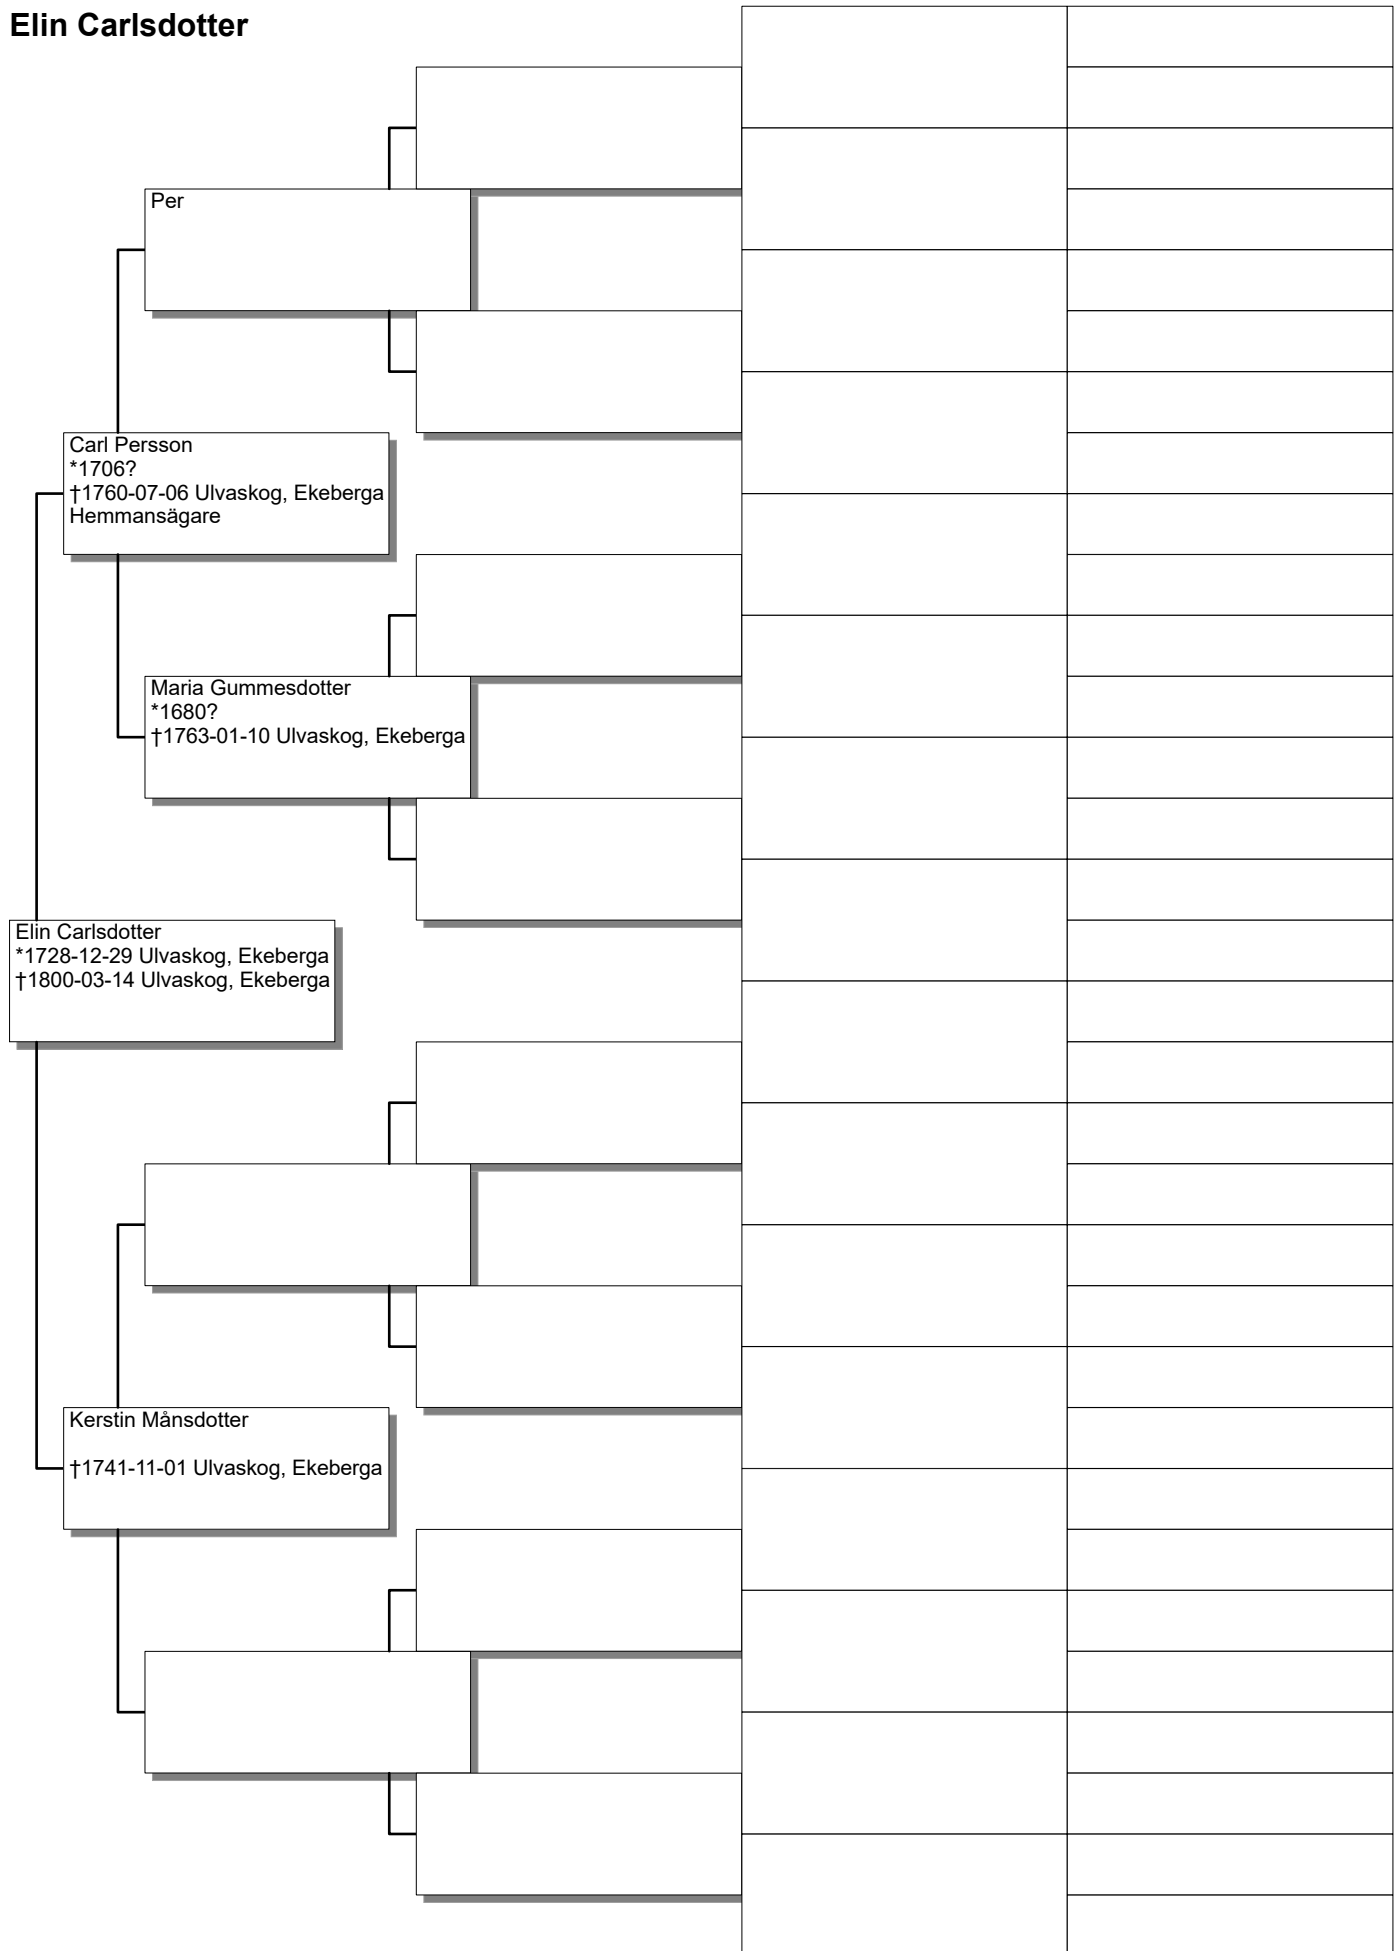 Elin Carlsdotter
Per
Carl Persson
*1706?
†1760-07-06 Ulvaskog, Ekeberga
Hemmansägare
Maria Gummesdotter
*1680?
†1763-01-10 Ulvaskog, Ekeberga
Elin Carlsdotter
*1728-12-29 Ulvaskog, Ekeberga
†1800-03-14 Ulvaskog, Ekeberga
Kerstin Månsdotter
†1741-11-01 Ulvaskog, Ekeberga